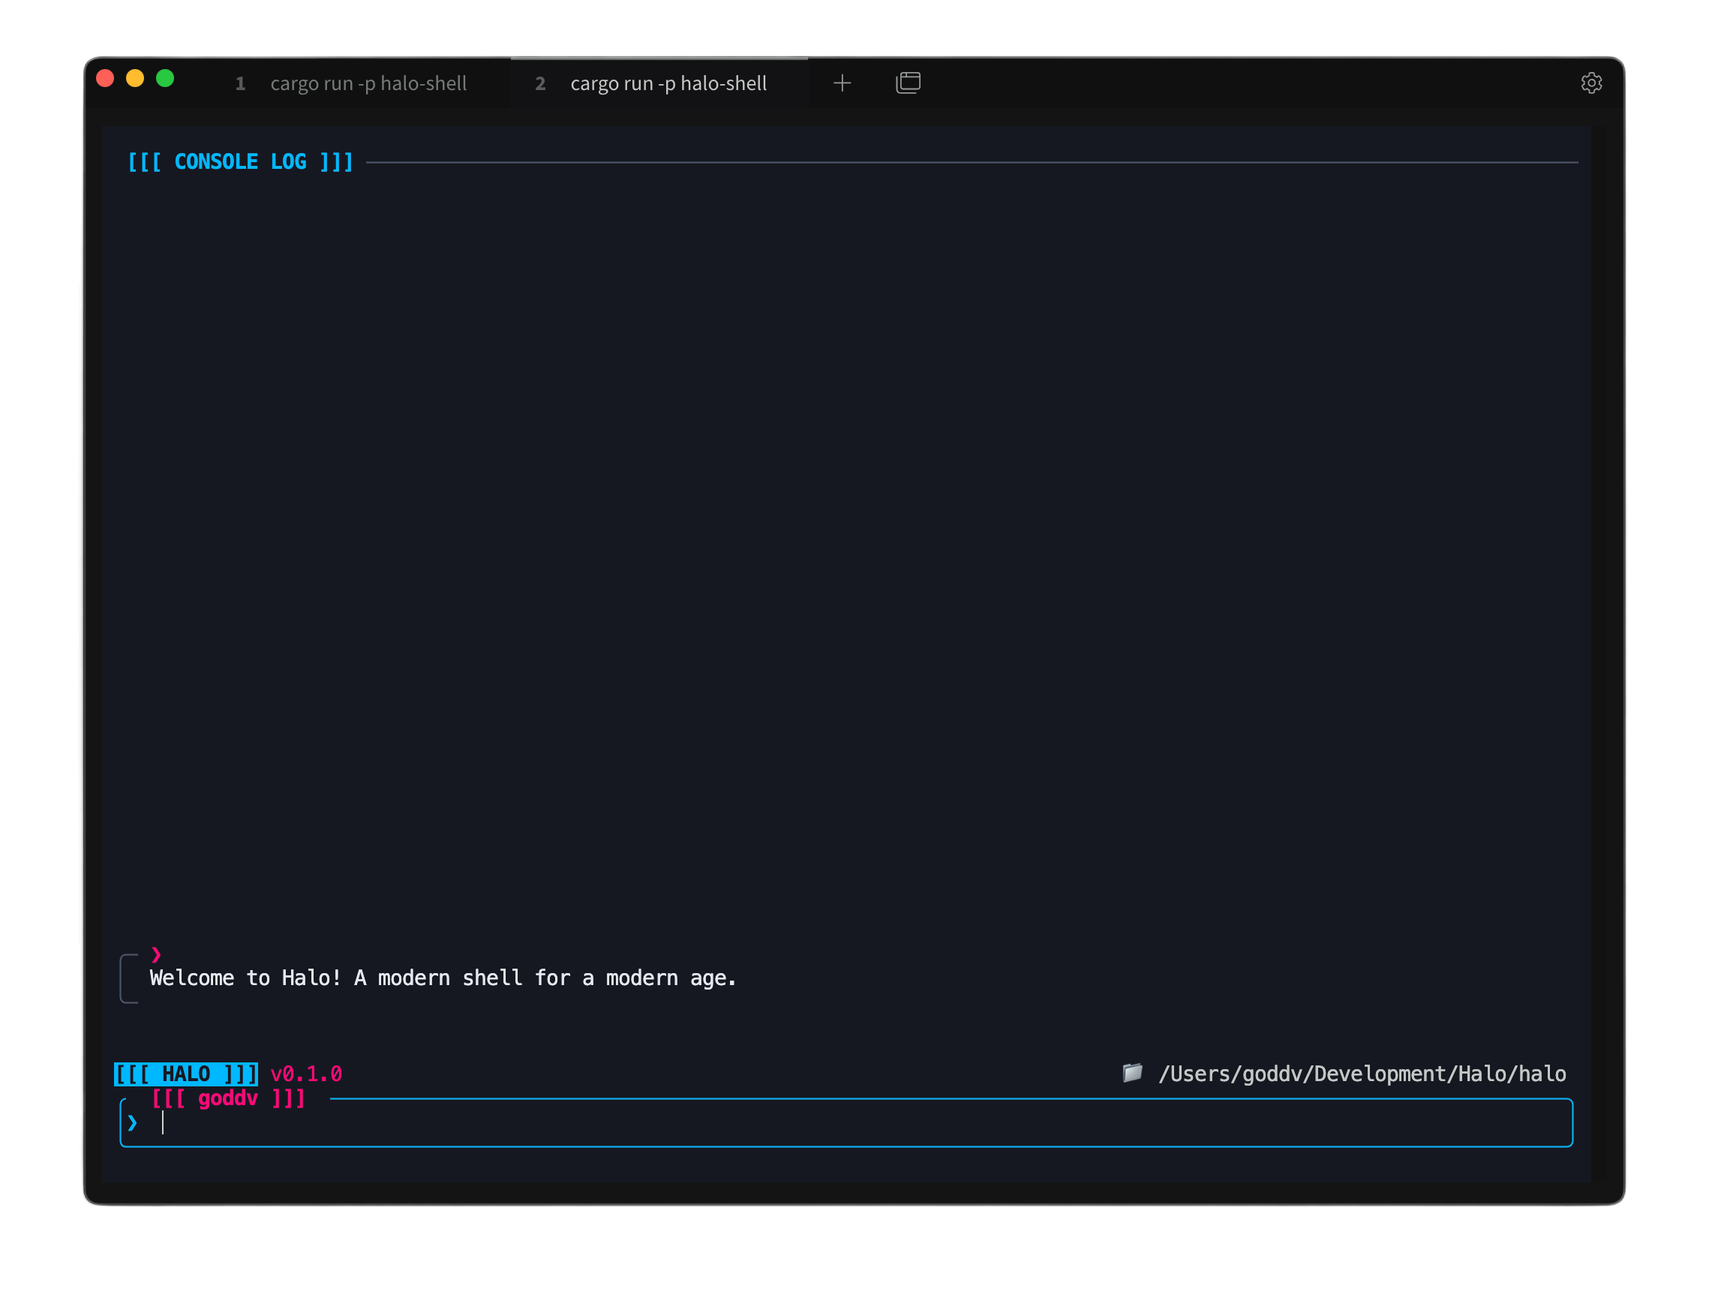 1 cargo run -p halo-shell 2 cargo run -p halo-shell
[[[ CONSOLE LOG ]]]
❯
Welcome to Halo! A modern shell for a modern age.
[[[ HALO ]]] v0.1.0 /Users/goddv/Development/Halo/halo
[[[ goddv ]]]
❯